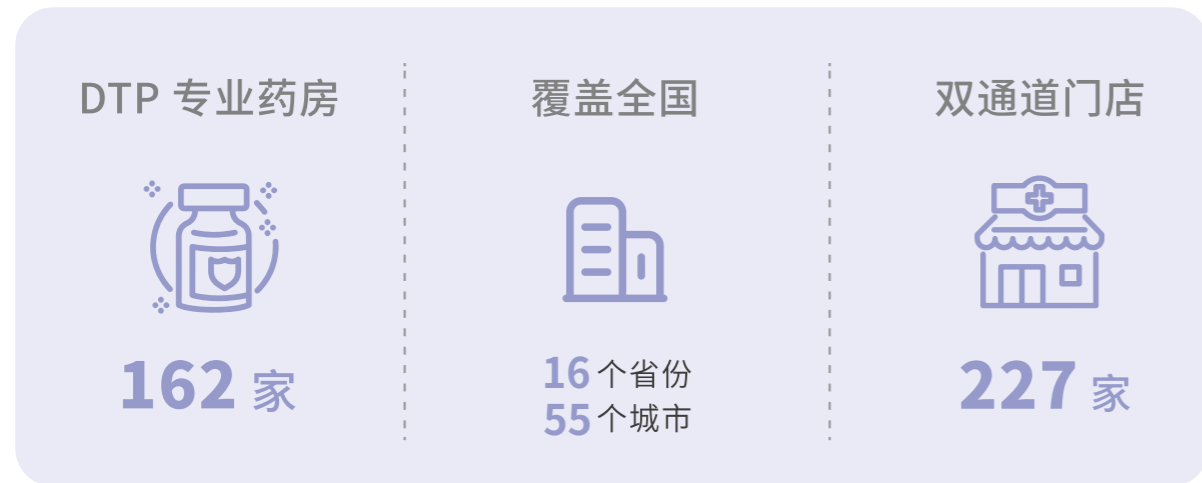 DTP 专业药房
162 家
覆盖全国
16 个省份
55 个城市
双通道门店
227 家